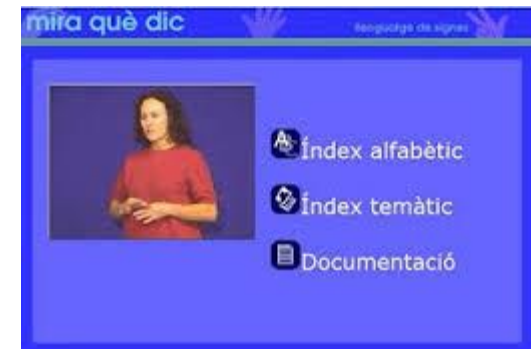 mira què dic
llenguatge de signes
Índex alfabètic
Índex temàtic
Documentació